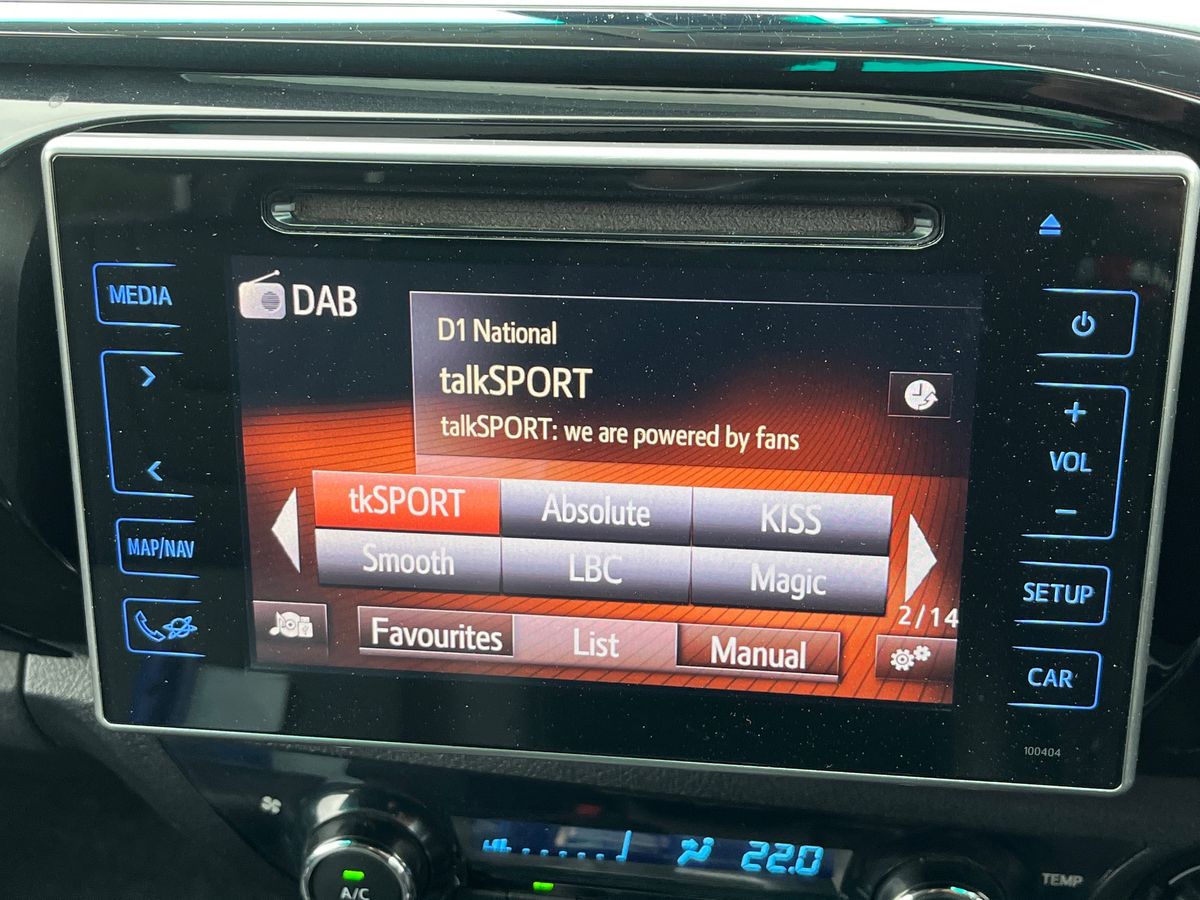 MEDIA
DAB
D1 National
talkSPORT
talkSPORT: we are powered by fans
+
VOL
-
tkSPORT Absolute KISS
Smooth LBC Magic
MAP/NAV
SETUP
2/14
Favourites List Manual
CAR
100404
22.0
A/C
TEMP